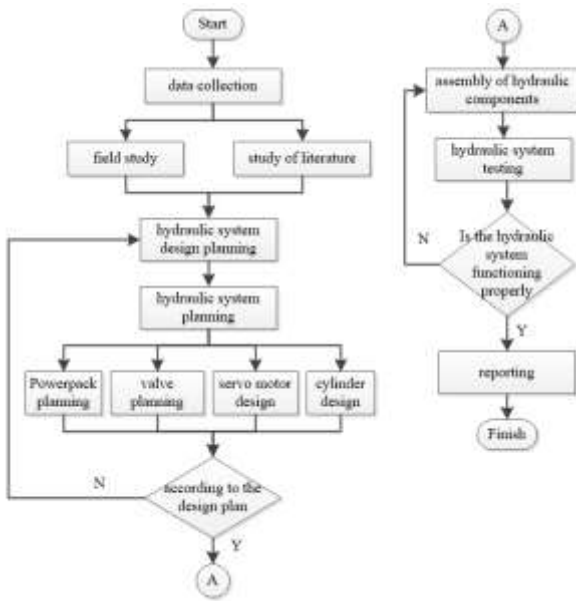 Start
data collection
field study
study of literature
hydraulic system
design planning
hydraulic system
planning
Powerpack
planning
valve
planning
servo motor
design
cylinder
design
N
according to the
design plan
Y
A
A
assembly of hydraulic
components
hydraulic system
testing
N
Is the hydraulic
system
functioning
properly
Y
reporting
Finish